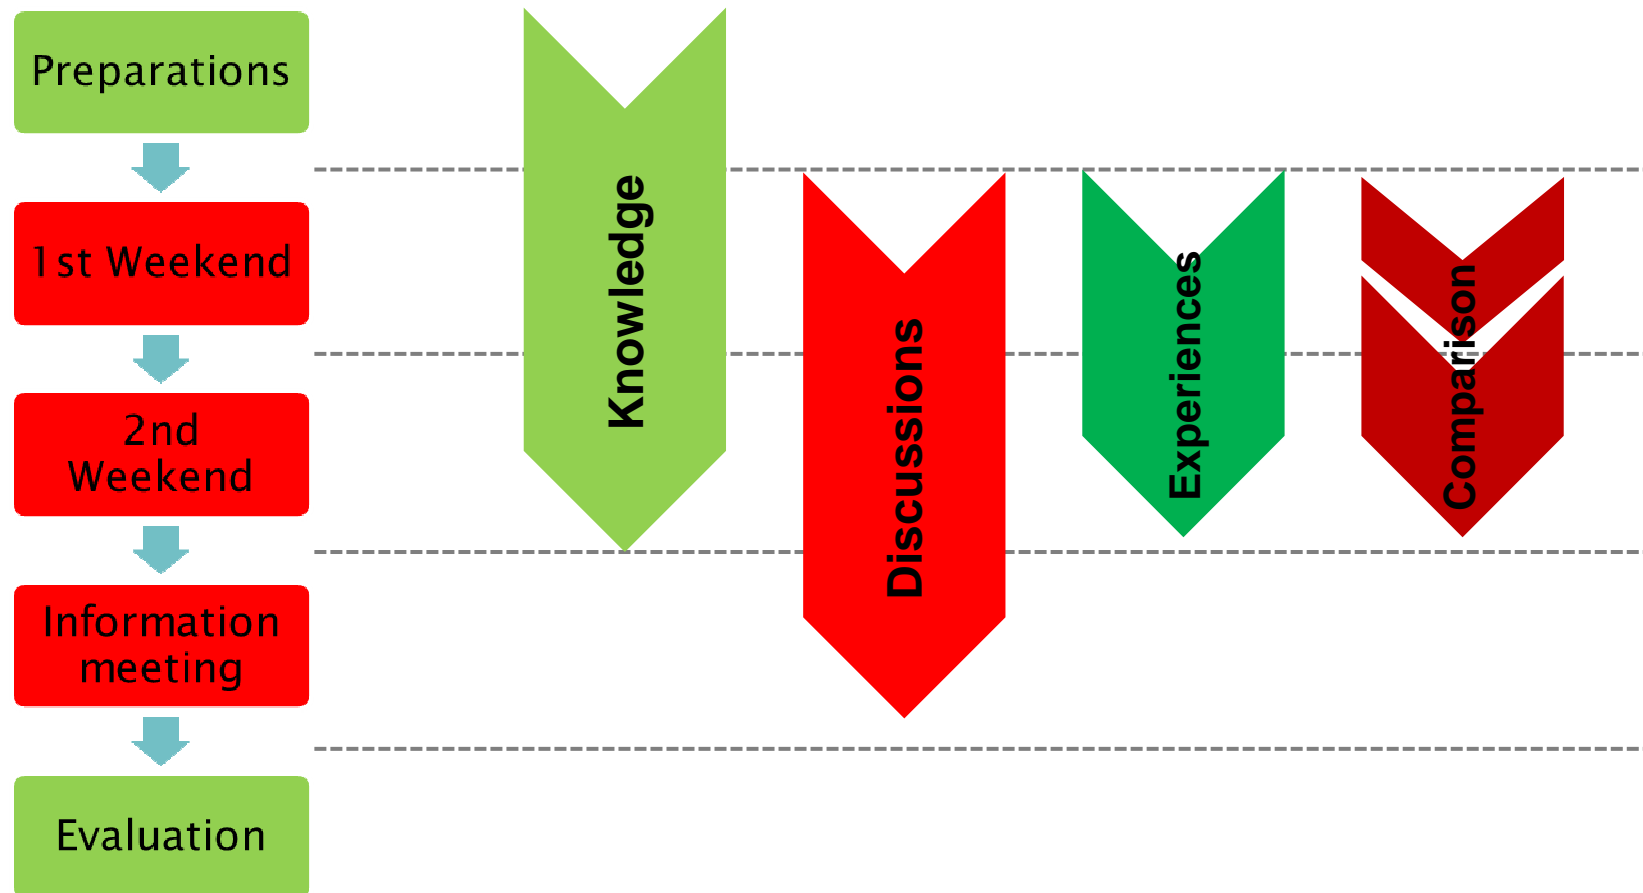 Preparations
1st Weekend
2nd
Weekend
Information
meeting
Evaluation
Knowledge
Discussions
Experiences
Comparison